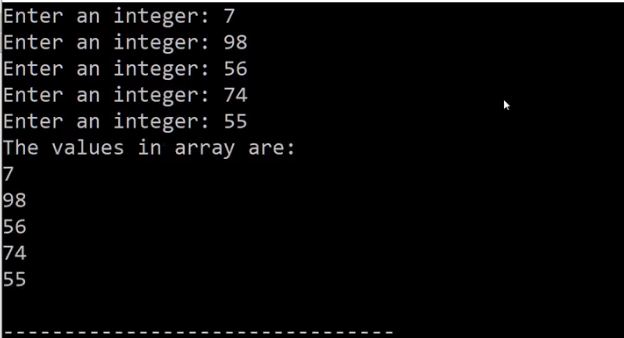 Enter an integer: 7
Enter an integer: 98
Enter an integer: 56
Enter an integer: 74
Enter an integer: 55
The values in array are:
7
98
56
74
55
--------------------------------